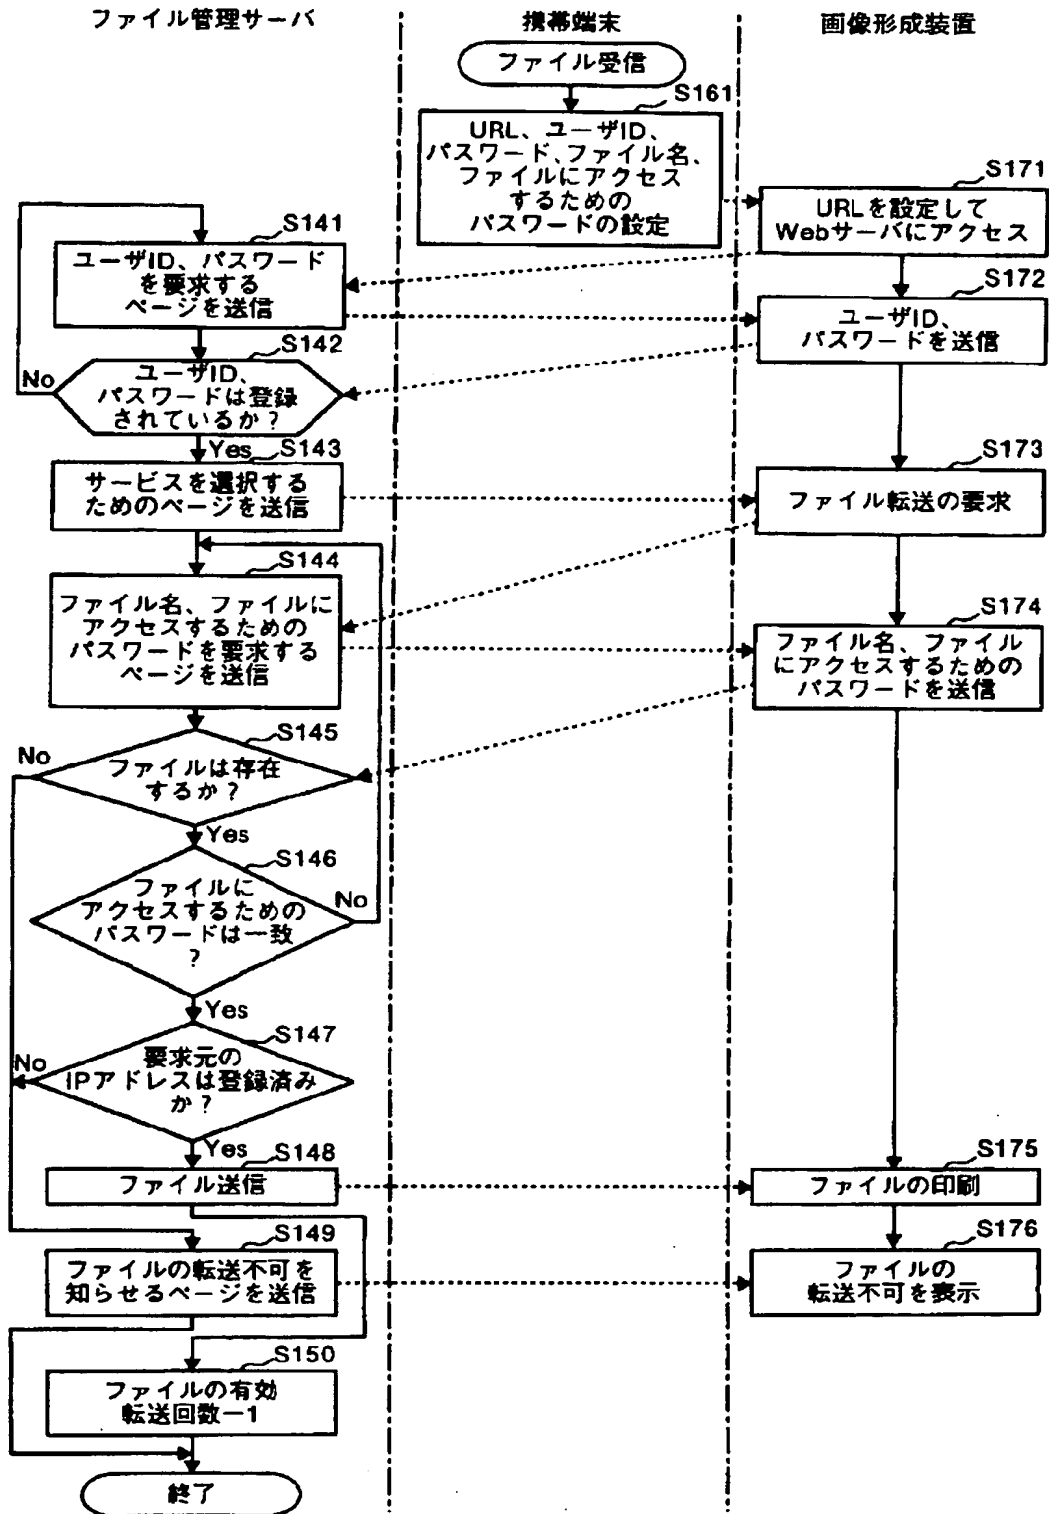 ファイル管理サーバ
携帯端末
画像形成装置
ファイル受信
S161
URL、ユーザID、
パスワード、ファイル名、
ファイルにアクセス
するための
パスワードの設定
S171
URLを設定して
Webサーバにアクセス
S141
ユーザID、パスワード
を要求する
ページを送信
S172
ユーザID、
パスワードを送信
S142
No
ユーザID、
パスワードは登録
されているか？
Yes
S143
サービスを選択する
ためのページを送信
S173
ファイル転送の要求
S144
ファイル名、ファイルに
アクセスするための
パスワードを要求する
ページを送信
S174
ファイル名、ファイル
にアクセスするための
パスワードを送信
S145
No
ファイルは存在
するか？
Yes
S146
ファイルに
アクセスするための
パスワードは一致
？
No
Yes
S147
No
要求元の
IPアドレスは登録済み
か？
Yes
S148
ファイル送信
S175
ファイルの印刷
S149
ファイルの転送不可を
知らせるページを送信
S176
ファイルの
転送不可を表示
S150
ファイルの有効
転送回数－1
終了